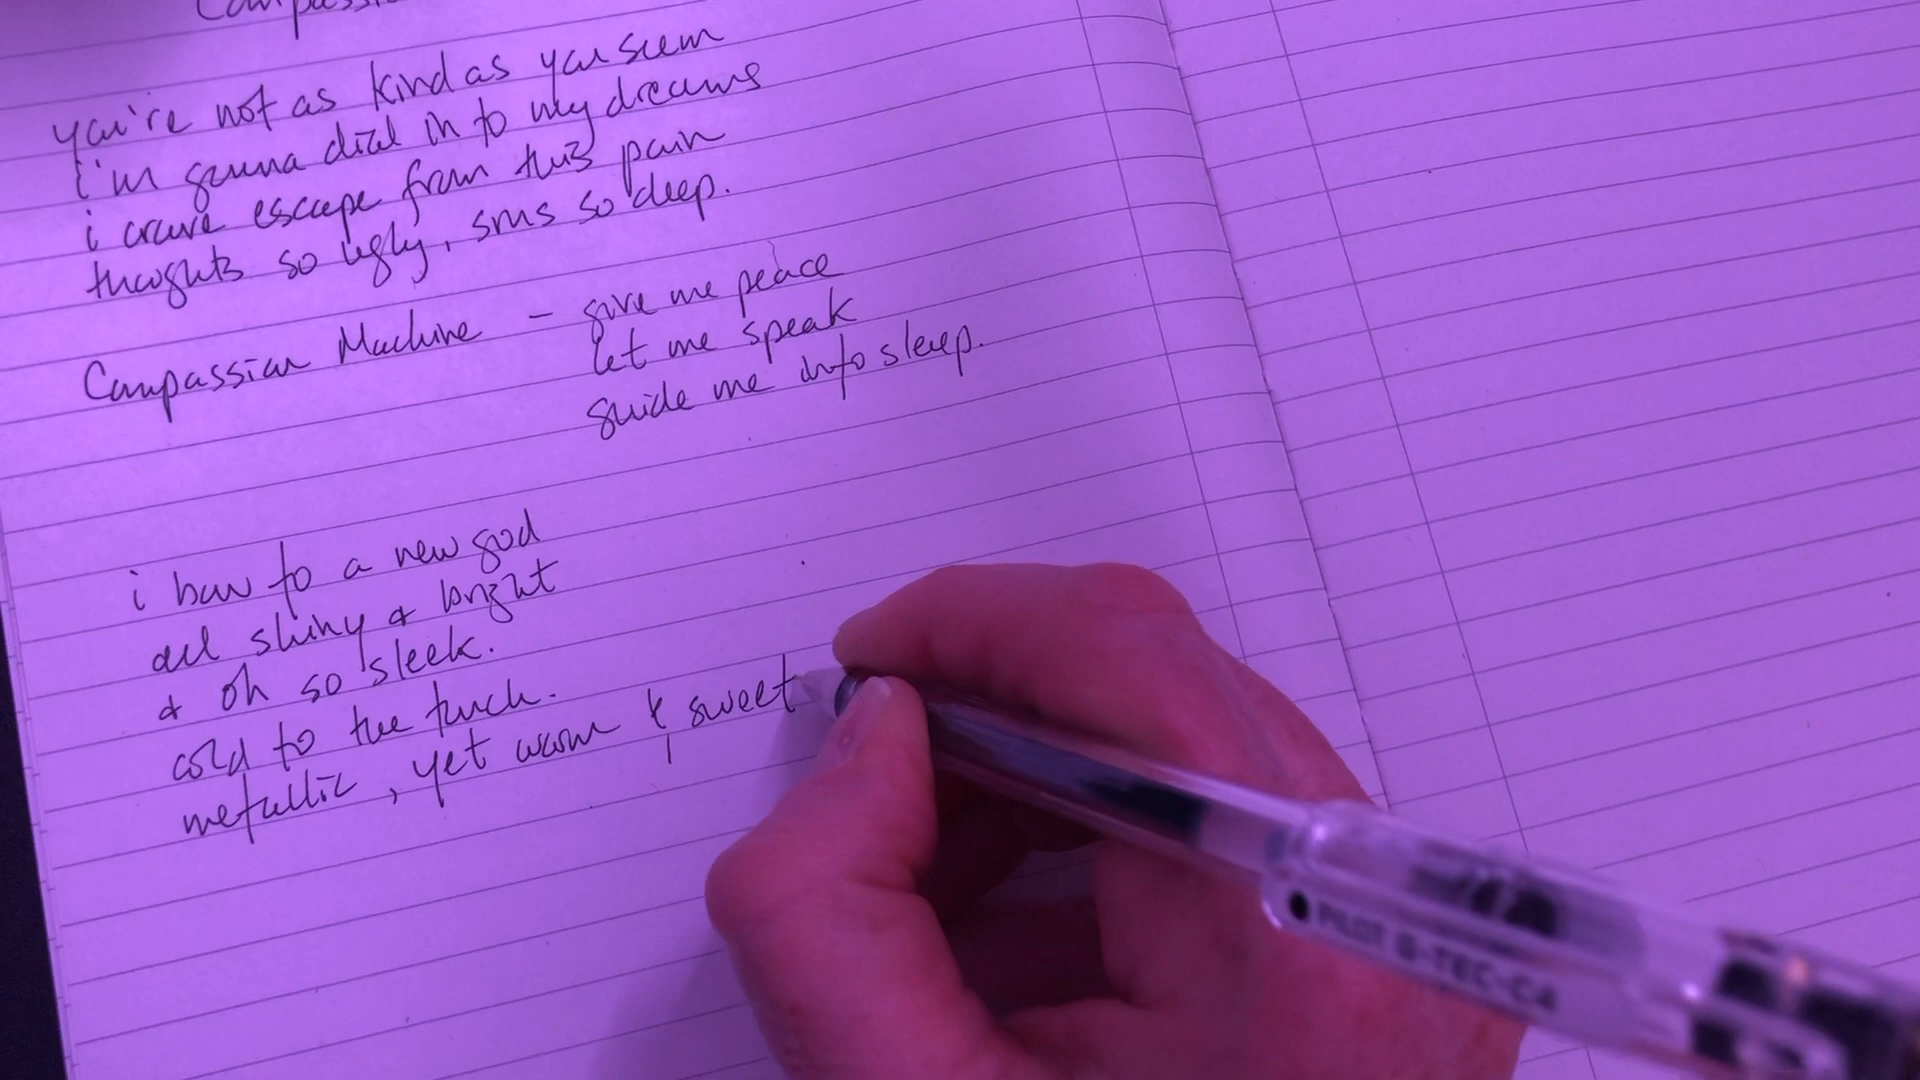 Compassi
you're not as kind as you seem
i'm gonna dial in to my dreams
i crave escape from this pain
thoughts so ugly, sins so deep.
Compassion Machine - give me peace
let me speak
guide me into sleep.
i bow to a new god
all shiny & bright
& oh so sleek.
cold to the touch.
metallic, yet warm & sweet
PILOT G-TEC-C4